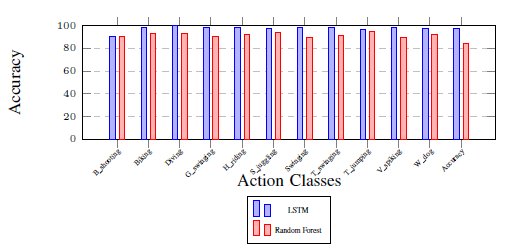 100
80
60
40
20
0
Accuracy
B_shooting Biking Diving G_swinging H_riding S_juggling Swinging T_swinging T_jumping V_spiking W_dog Accuracy
Action Classes
LSTM
Random Forest